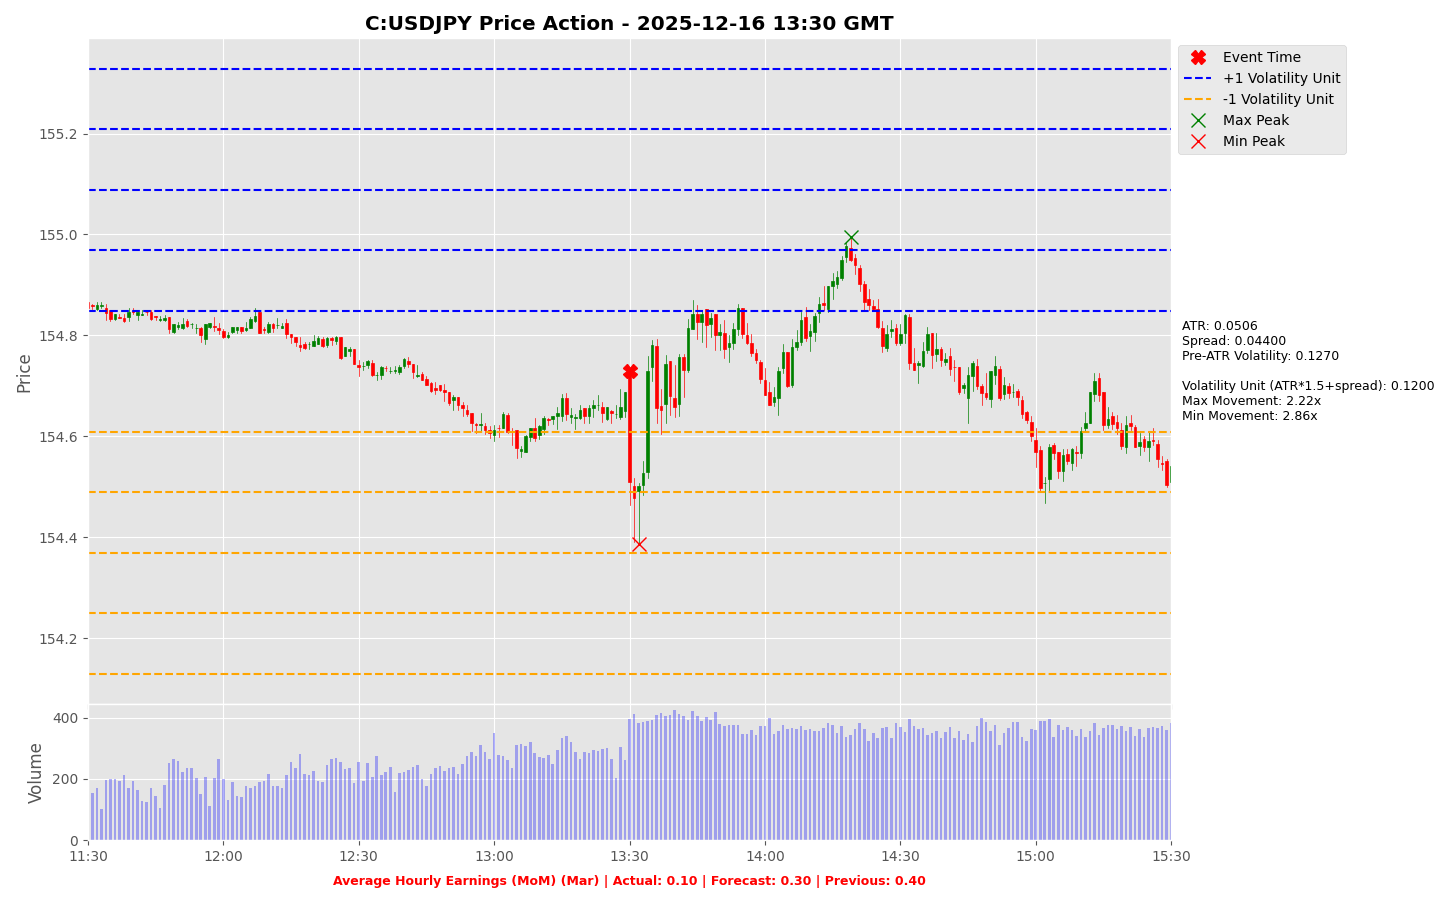 C:USDJPY Price Action - 2025-12-16 13:30 GMT
Event Time
+1 Volatility Unit
-1 Volatility Unit
Max Peak
Min Peak
Price
155.2
155.0
154.8
154.6
154.4
154.2
ATR: 0.0506
Spread: 0.04400
Pre-ATR Volatility: 0.1270
Volatility Unit (ATR*1.5+spread): 0.1200
Max Movement: 2.22x
Min Movement: 2.86x
Volume
400
200
0
11:30 12:00 12:30 13:00 13:30 14:00 14:30 15:00 15:30
Average Hourly Earnings (MoM) (Mar) | Actual: 0.10 | Forecast: 0.30 | Previous: 0.40